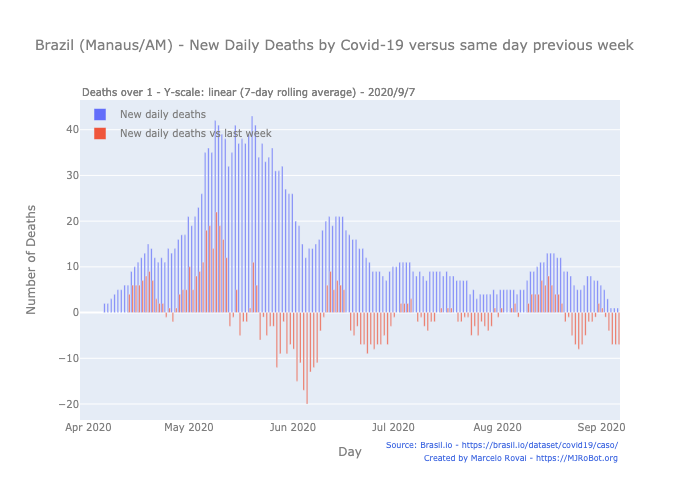 Brazil (Manaus/AM) - New Daily Deaths by Covid-19 versus same day previous week
Deaths over 1 - Y-scale: linear (7-day rolling average) - 2020/9/7
New daily deaths
New daily deaths vs last week
Number of Deaths
40
30
20
10
0
−10
−20
Apr 2020
May 2020
Jun 2020
Jul 2020
Aug 2020
Sep 2020
Day
Source: Brasil.io - https://brasil.io/dataset/covid19/caso/
Created by Marcelo Rovai - https://MJRoBot.org